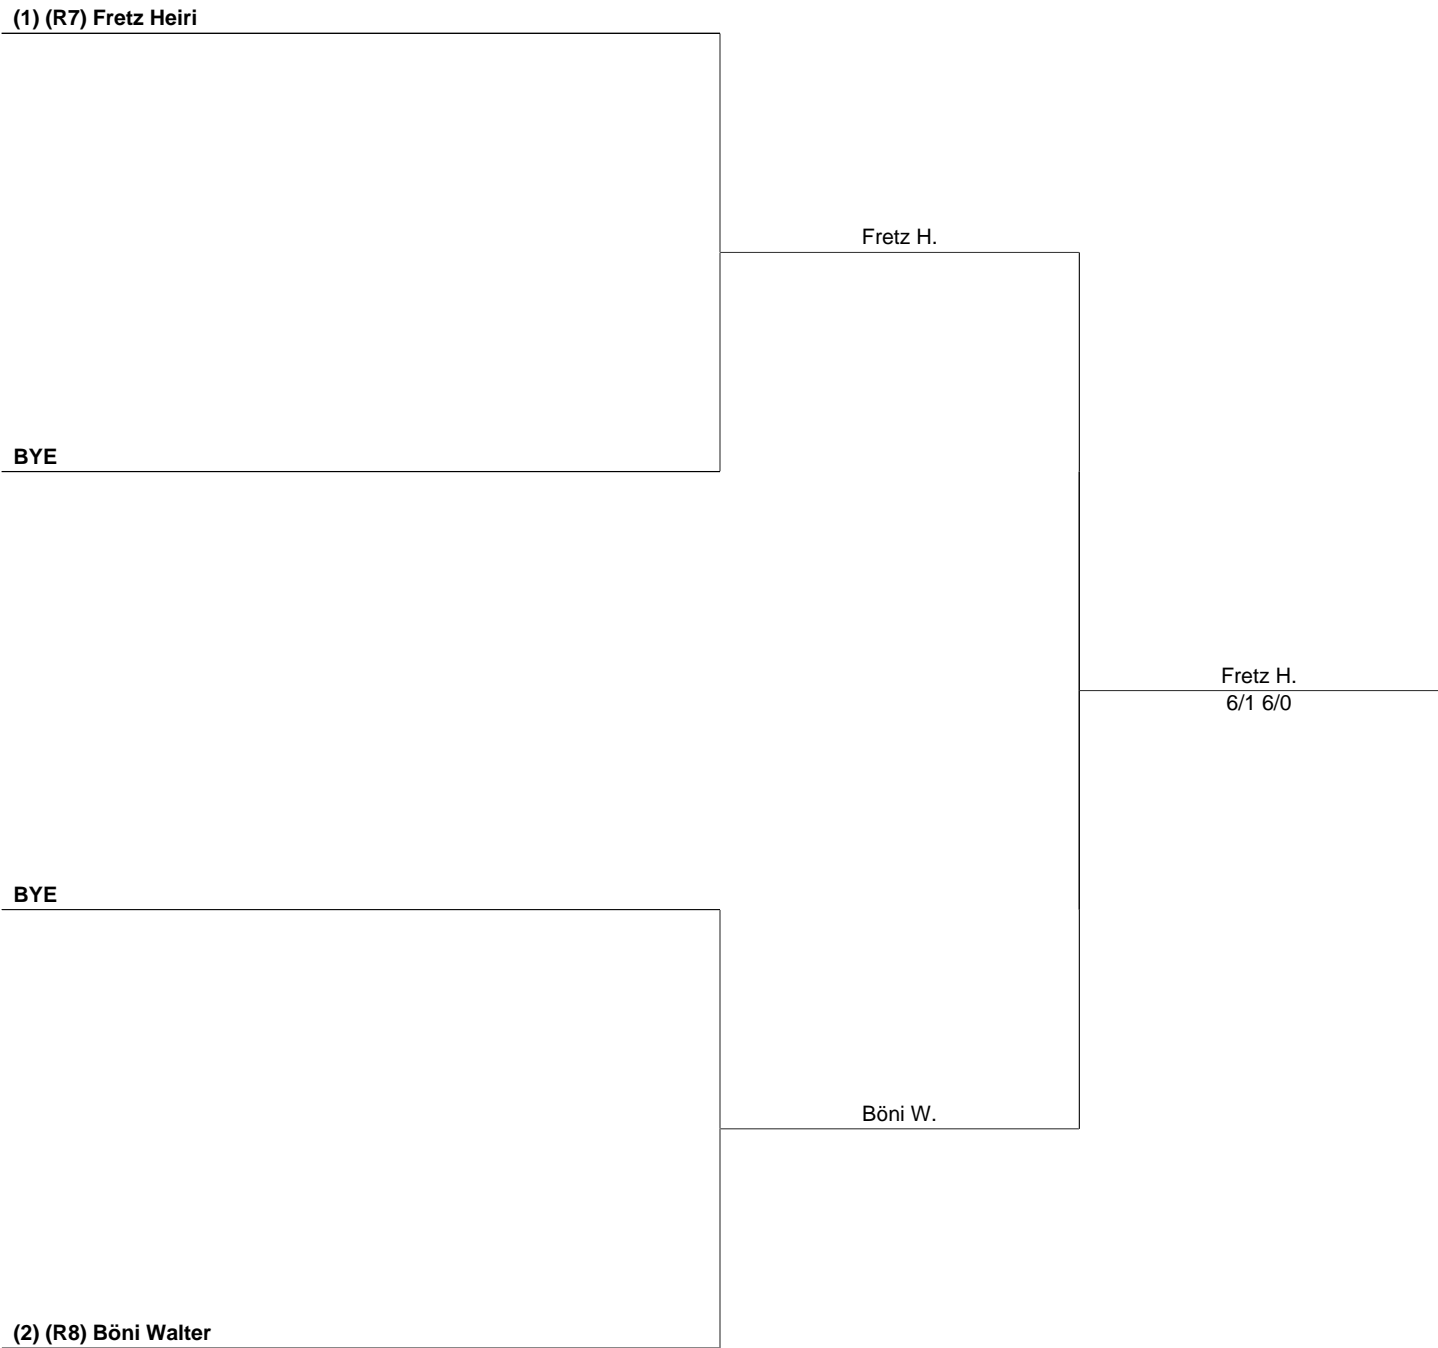 (1) (R7) Fretz Heiri
Fretz H.
BYE
Fretz H.
6/1 6/0
BYE
Böni W.
(2) (R8) Böni Walter